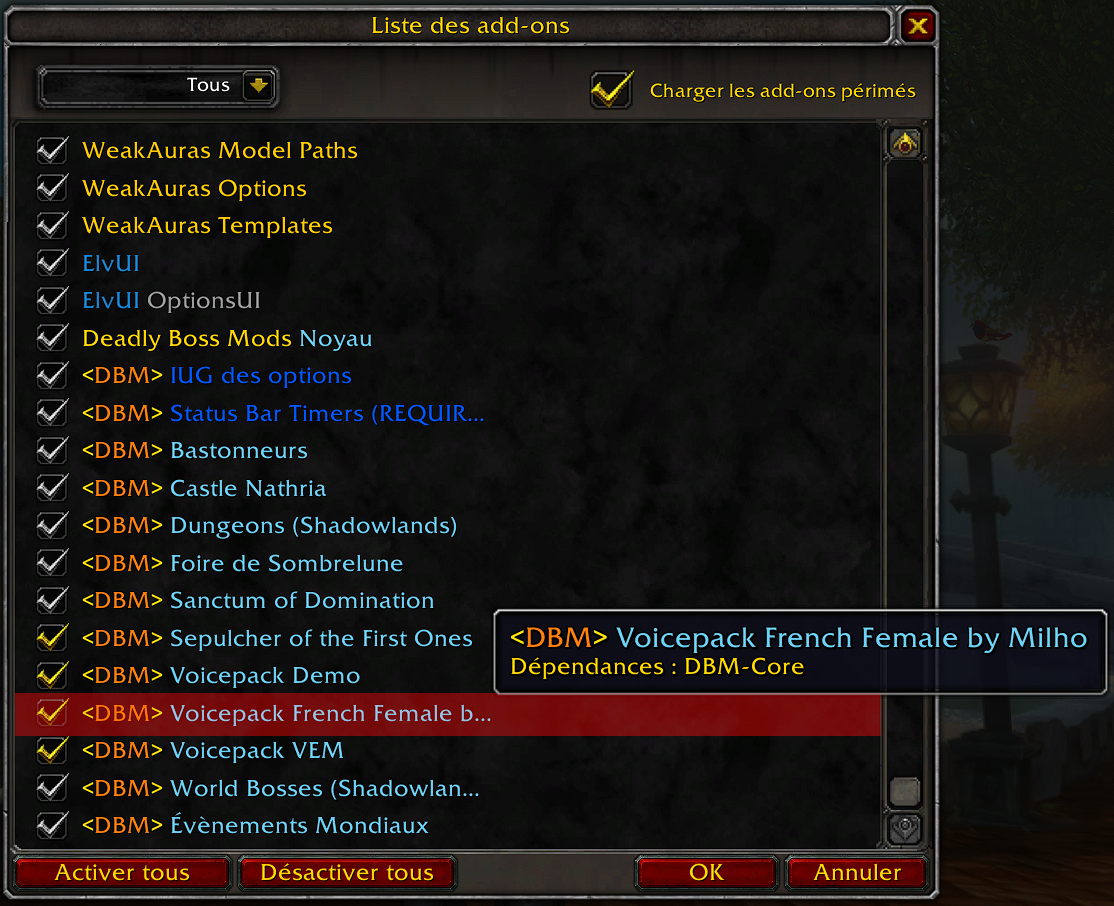 Liste des add-ons
Tous
Charger les add-ons périmés
WeakAuras Model Paths
WeakAuras Options
WeakAuras Templates
ElvUI
ElvUI OptionsUI
Deadly Boss Mods Noyau
<DBM> IUG des options
<DBM> Status Bar Timers (REQUIR...
<DBM> Bastonneurs
<DBM> Castle Nathria
<DBM> Dungeons (Shadowlands)
<DBM> Foire de Sombrelune
<DBM> Sanctum of Domination
<DBM> Sepulcher of the First Ones
<DBM> Voicepack French Female by Milho
Dépendances : DBM-Core
<DBM> Voicepack Demo
<DBM> Voicepack French Female b...
<DBM> Voicepack VEM
<DBM> World Bosses (Shadowlan...
<DBM> Évènements Mondiaux
Activer tous
Désactiver tous
OK
Annuler